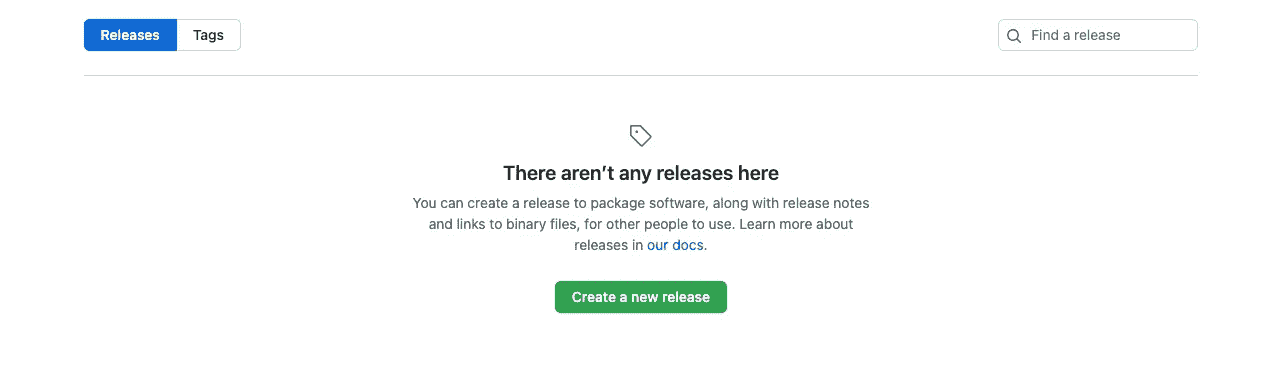 Releases Tags Find a release
There aren’t any releases here
You can create a release to package software, along with release notes
and links to binary files, for other people to use. Learn more about
releases in our docs.
Create a new release